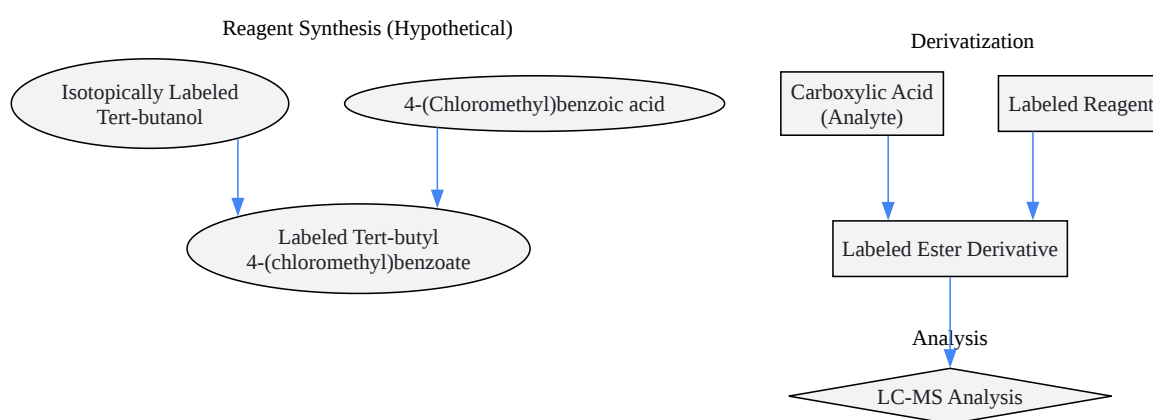 Reagent Synthesis (Hypothetical)
Isotopically Labeled
Tert-butanol
4-(Chloromethyl)benzoic acid
Labeled Tert-butyl
4-(chloromethyl)benzoate
Derivatization
Carboxylic Acid
(Analyte)
Labeled Reagent
Labeled Ester Derivative
Analysis
LC-MS Analysis